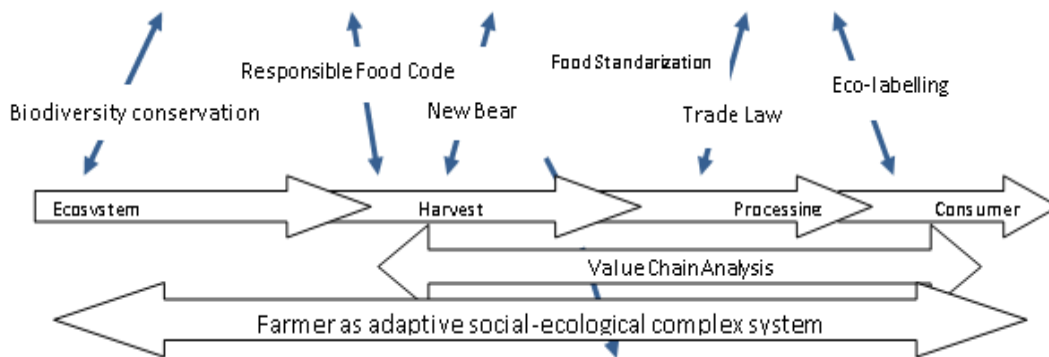 Food Standarization
Responsible Food Code
Eco-labelling
Biodiversity conservation
New Bear
Trade Law
Ecosystem
Harvest
Processing
Consumer
Value Chain Analysis
Farmer as adaptive social-ecological complex system